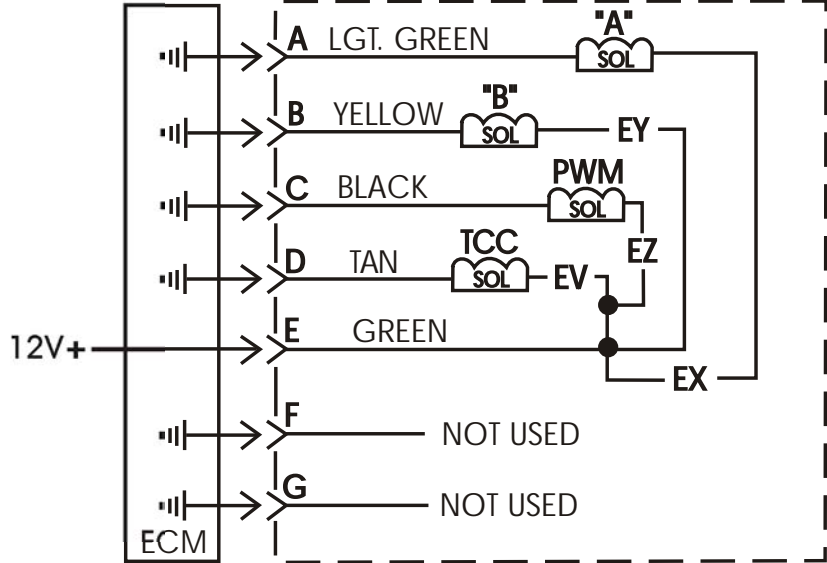 "A"
A LGT. GREEN
SOL
"B"
B YELLOW
SOL EY
PWM
C BLACK
SOL
EZ
TCC
D TAN
SOL EV
E GREEN
12V+
EX
F
NOT USED
G
NOT USED
ECM